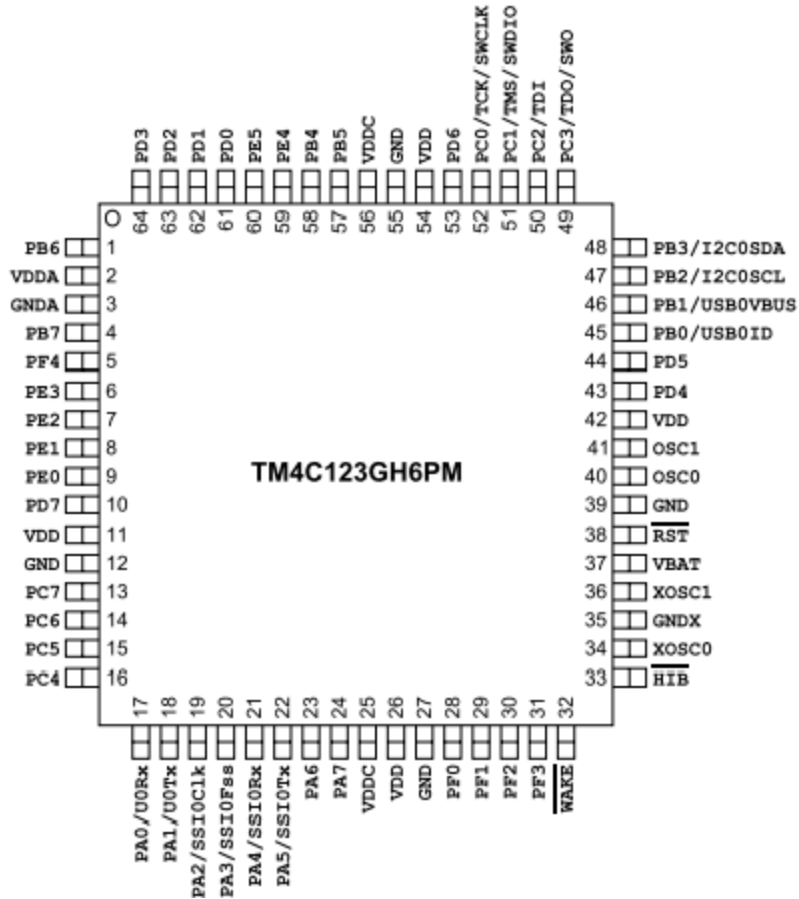 PD3
PD2
PD1
PD0
PE5
PE4
PB4
PB5
VDDC
GND
VDD
PD6
PC0/TCK/SWCLK
PC1/TMS/SWDIO
PC2/TDI
PC3/TDO/SWO
64
63
62
61
60
59
58
57
56
55
54
53
52
51
50
49
PB6 1
VDDA 2
GNDA 3
PB7 4
PF4 5
PE3 6
PE2 7
PE1 8
PE0 9
PD7 10
VDD 11
GND 12
PC7 13
PC6 14
PC5 15
PC4 16
TM4C123GH6PM
48 PB3/I2C0SDA
47 PB2/I2C0SCL
46 PB1/USB0VBUS
45 PB0/USB0ID
44 PD5
43 PD4
42 VDD
41 OSC1
40 OSC0
39 GND
38 RST
37 VBAT
36 XOSC1
35 GNDX
34 XOSC0
33 HIB
17
18
19
20
21
22
23
24
25
26
27
28
29
30
31
32
PA0/U0Rx
PA1/U0Tx
PA2/SSI0Clk
PA3/SSI0Fss
PA4/SSI0Rx
PA5/SSI0Tx
PA6
PA7
VDDC
VDD
GND
PF0
PF1
PF2
PF3
WAKE